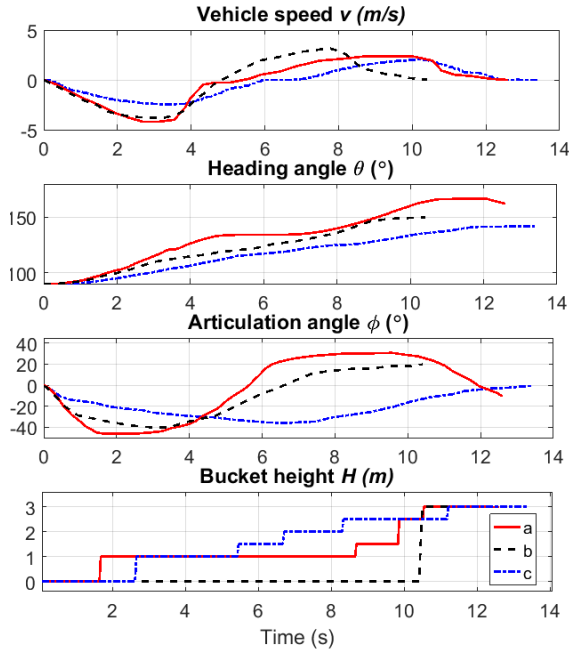 Vehicle speed v (m/s)
5
0
-5
0 2 4 6 8 10 12 14
Heading angle θ (°)
150
100
0 2 4 6 8 10 12 14
Articulation angle ϕ (°)
40
20
0
-20
-40
0 2 4 6 8 10 12 14
Bucket height H (m)
3
2
1
0
a
b
c
2 4 6 8 10 12 14
Time (s)